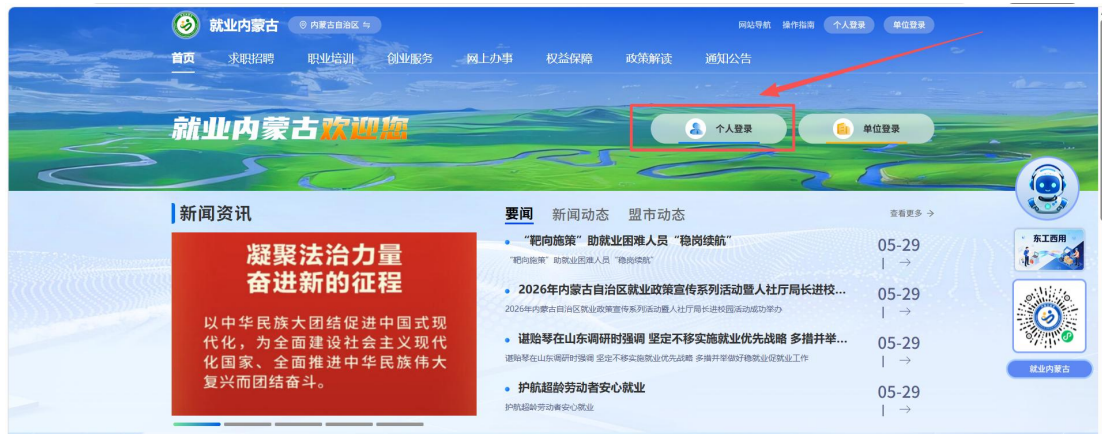 就业内蒙古
内蒙古自治区
网站导航 操作指南 个人登录 单位登录
首页 求职招聘 职业培训 创业服务 网上办事 权益保障 政策解读 通知公告
就业内蒙古欢迎您
个人登录
单位登录
新闻资讯
凝聚法治力量
奋进新的征程
以中华民族大团结促进中国式现
代化，为全面建设社会主义现代
化国家、全面推进中华民族伟大
复兴而团结奋斗。
要闻 新闻动态 盟市动态 查看更多 →
“靶向施策”助就业困难人员“稳岗续航” 05-29
“靶向施策”助就业困难人员“稳岗续航”
2026年内蒙古自治区就业政策宣传系列活动暨人社厅局长进校... 05-29
2026年内蒙古自治区就业政策宣传系列活动暨人社厅局长进校园活动成功举办
谌贻琴在山东调研时强调 坚定不移实施就业优先战略 多措并举... 05-29
谌贻琴在山东调研时强调 坚定不移实施就业优先战略 多措并举做好稳就业促就业工作
护航超龄劳动者安心就业 05-29
护航超龄劳动者安心就业
东工西用
就业内蒙古